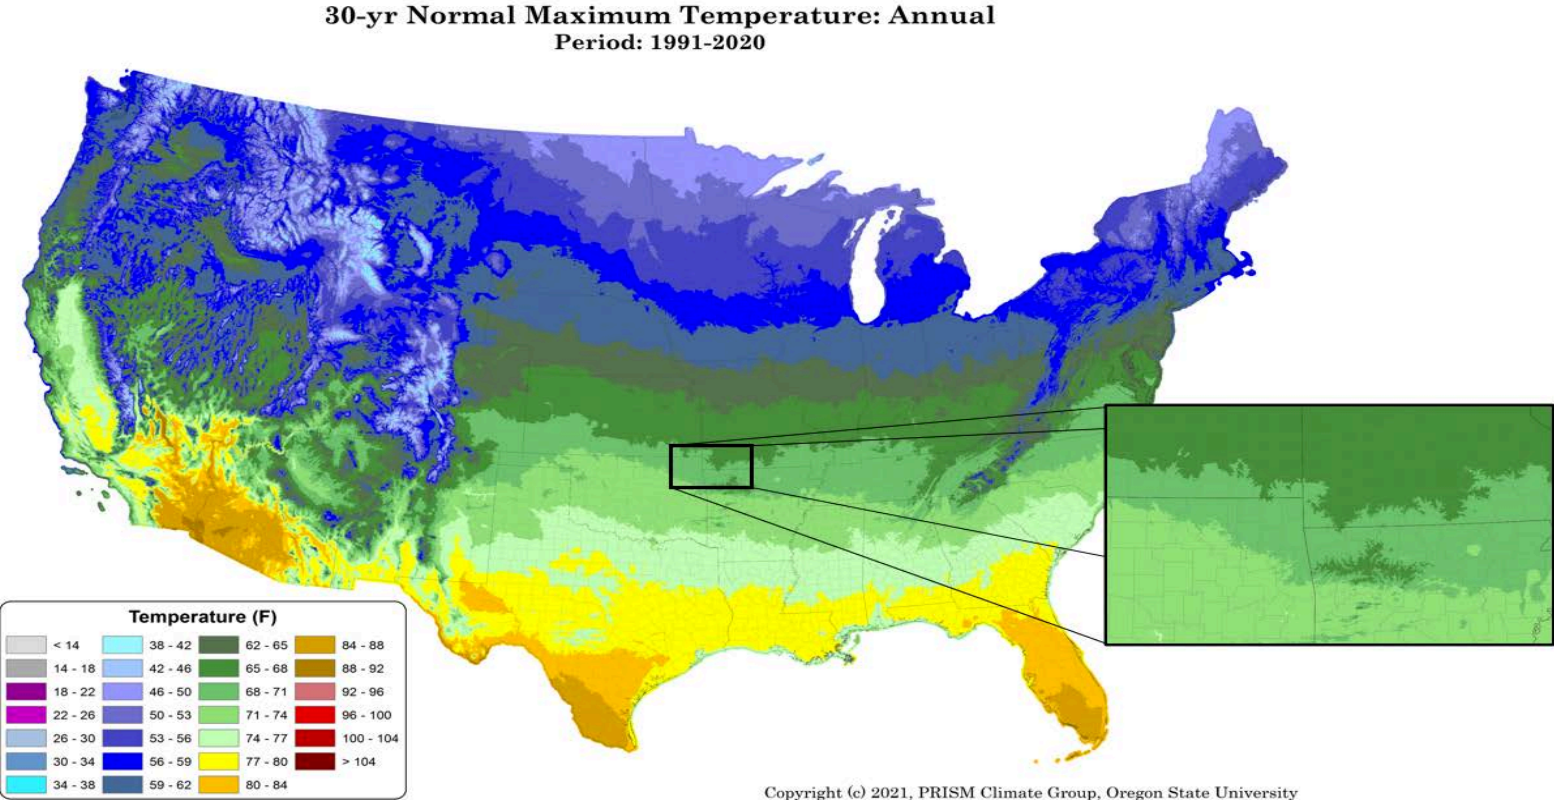 30-yr Normal Maximum Temperature: Annual
Period: 1991-2020
Temperature (F)
< 14
14 - 18
18 - 22
22 - 26
26 - 30
30 - 34
34 - 38
38 - 42
42 - 46
46 - 50
50 - 53
53 - 56
56 - 59
59 - 62
62 - 65
65 - 68
68 - 71
71 - 74
74 - 77
77 - 80
80 - 84
84 - 88
88 - 92
92 - 96
96 - 100
100 - 104
> 104
Copyright (c) 2021, PRISM Climate Group, Oregon State University